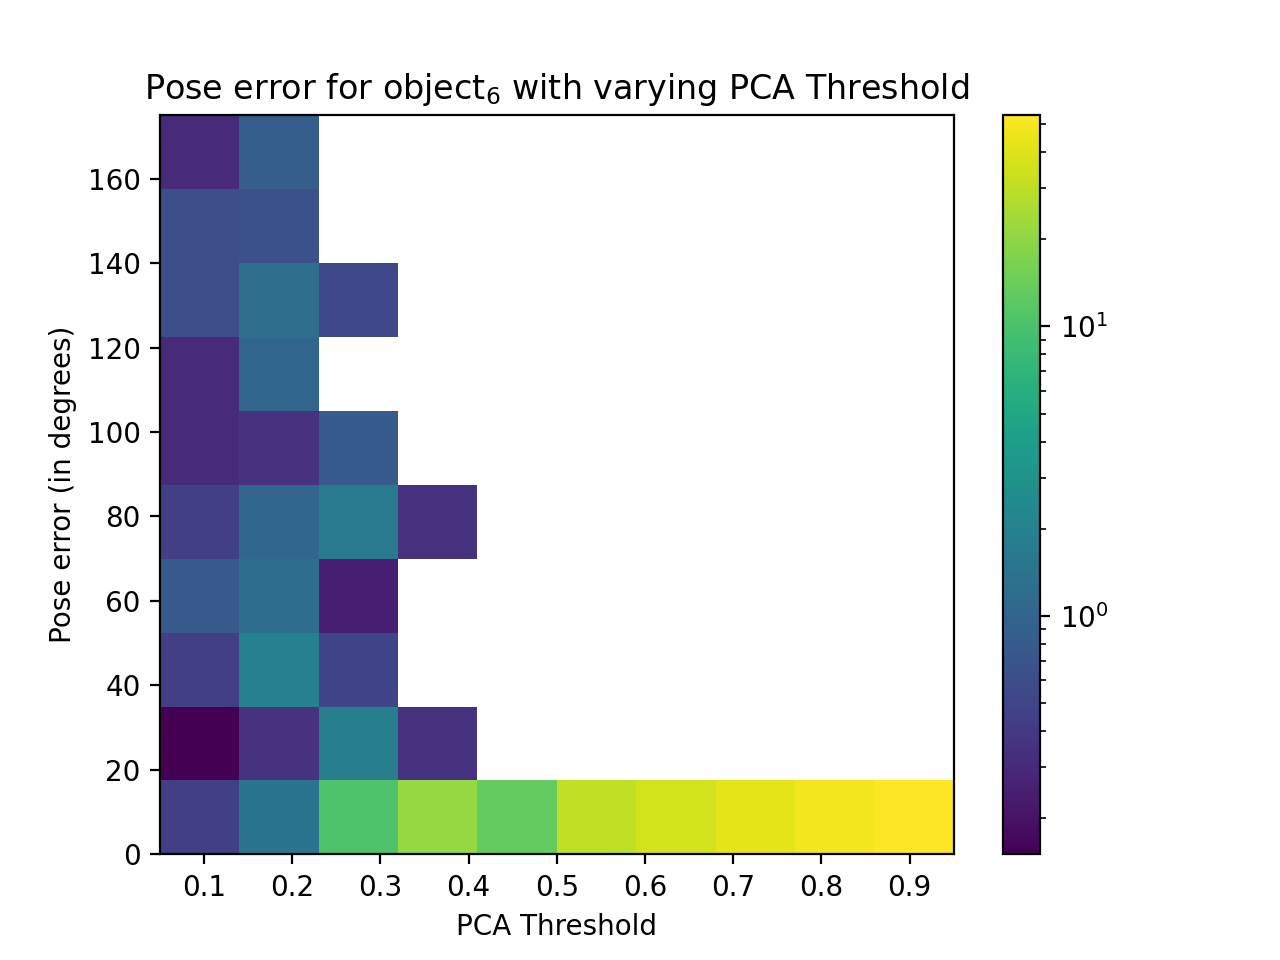 Pose error for object₆ with varying PCA Threshold
160
140
120
100
80
60
40
20
0
Pose error (in degrees)
0.1 0.2 0.3 0.4 0.5 0.6 0.7 0.8 0.9
PCA Threshold
10¹
10⁰